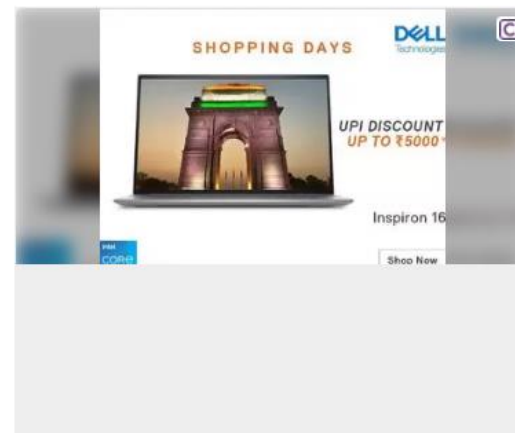 SHOPPING DAYS
DELL
Technologies
UPI DISCOUNT
UP TO ₹5000*
Inspiron 16
CORe
Shop Now